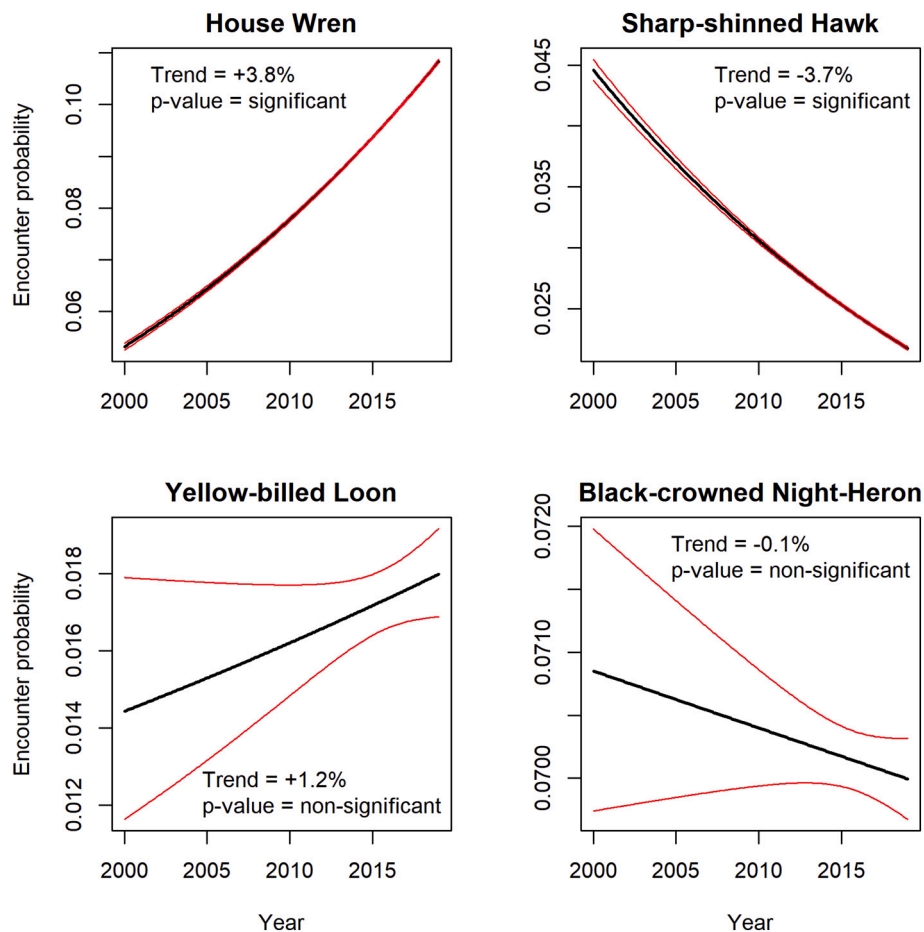 House Wren
Trend = +3.8%
p-value = significant
Encounter probability
0.06
0.08
0.10
2000
2005
2010
2015
Sharp-shinned Hawk
Trend = -3.7%
p-value = significant
0.025
0.035
0.045
2000
2005
2010
2015
Yellow-billed Loon
Trend = +1.2%
p-value = non-significant
Encounter probability
0.012
0.014
0.016
0.018
2000
2005
2010
2015
Year
Black-crowned Night-Heron
Trend = -0.1%
p-value = non-significant
0.0700
0.0710
0.0720
2000
2005
2010
2015
Year